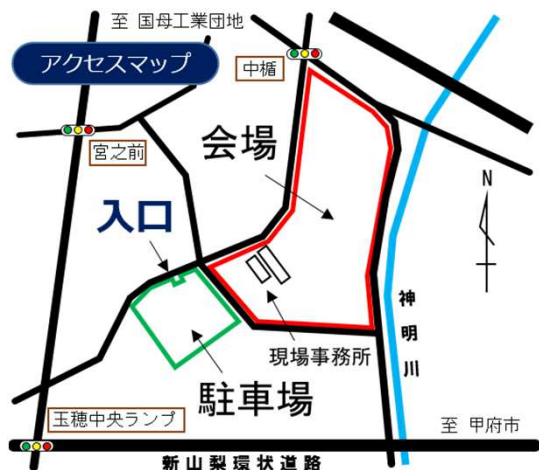 至 国母工業団地
アクセスマップ
中楯
宮之前
会場
入口
N
神明川
現場事務所
駐車場
玉穂中央ランプ
至 甲府市
新山梨環状道路